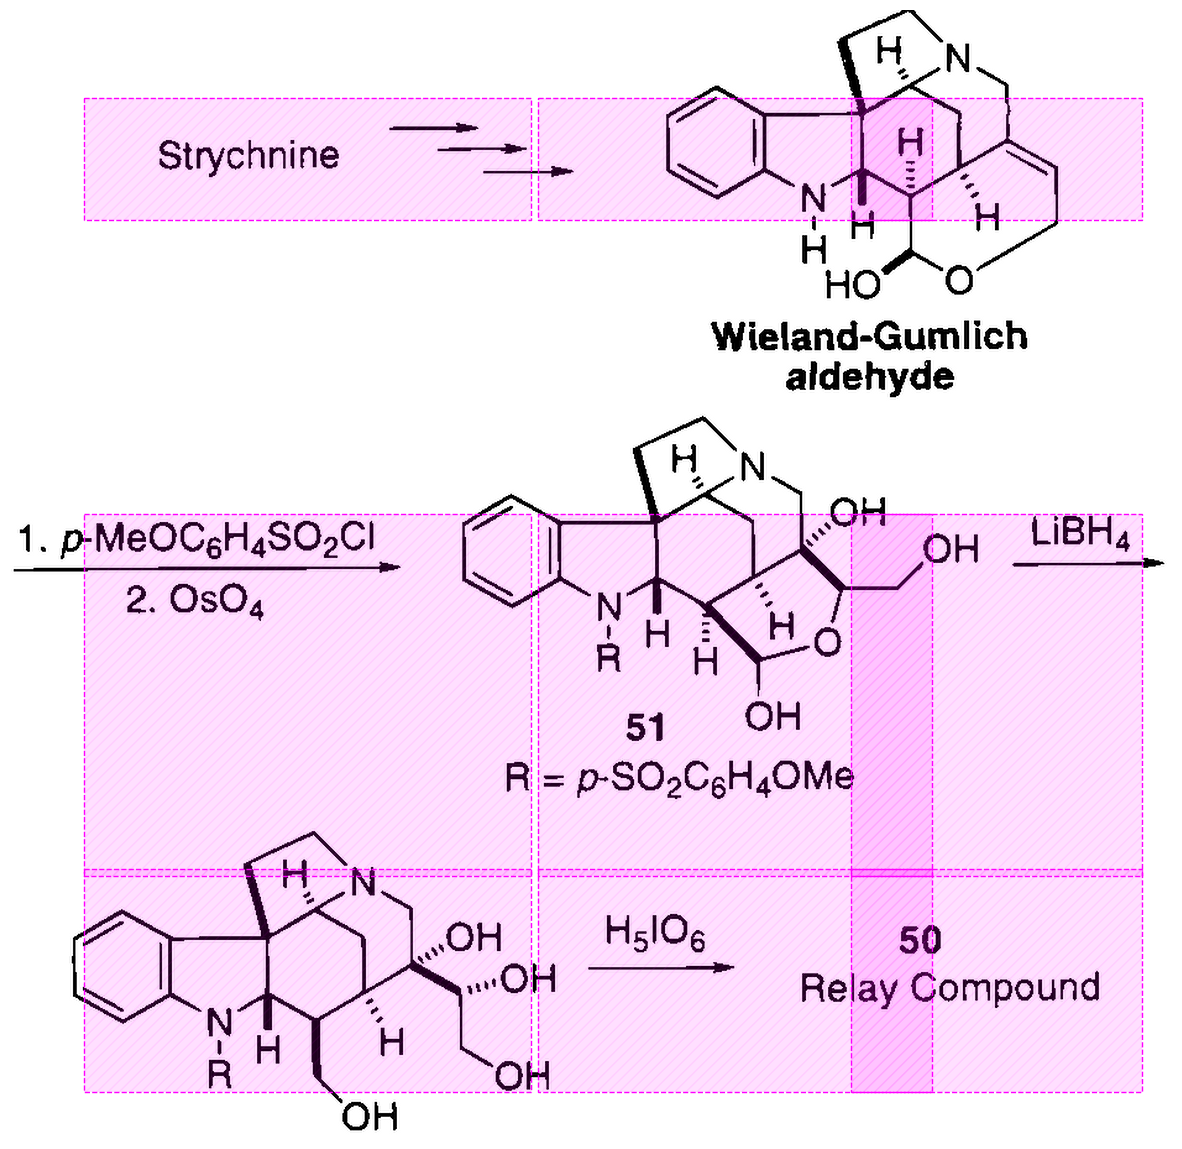 Strychnine
H
N
H
N
H
H
H
HO
O
Wieland-Gumlich
aldehyde
1. p-MeOC₆H₄SO₂Cl
2. OsO₄
H
N
OH
OH
N
R
H
H
H
O
OH
51
R = p-SO₂C₆H₄OMe
LiBH₄
H
N
OH
OH
N
R
H
H
OH
OH
H₅IO₆
50
Relay Compound